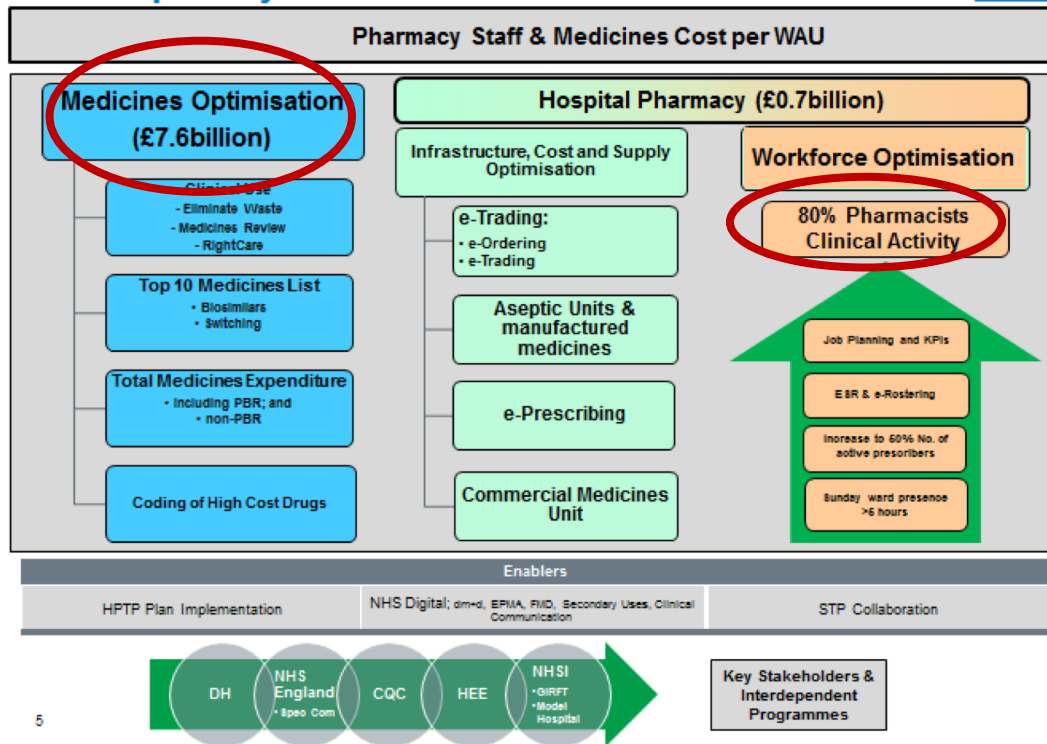 Pharmacy Staff & Medicines Cost per WAU
Medicines Optimisation
(£7.6billion)
Clinical Use
- Eliminate Waste
- Medicines Review
- RightCare
Top 10 Medicines List
• Biosimilars
• Switching
Total Medicines Expenditure
• Including PBR; and
• non-PBR
Coding of High Cost Drugs
Hospital Pharmacy (£0.7billion)
Infrastructure, Cost and Supply
Optimisation
e-Trading:
• e-Ordering
• e-Trading
Aseptic Units &
manufactured
medicines
e-Prescribing
Commercial Medicines
Unit
Workforce Optimisation
80% Pharmacists
Clinical Activity
Job Planning and KPIs
ESR & e-Rostering
Increase to 60% No. of
active prescribers
Sunday ward presence
>5 hours
Enablers
HPTP Plan Implementation
NHS Digital; dm+d, EPMA, FMD, Secondary Uses, Clinical
Communication
STP Collaboration
DH
NHS
England
• Spec Com
CQC
HEE
NHSI
•GIRFT
•Model
Hospital
Key Stakeholders &
Interdependent
Programmes
5